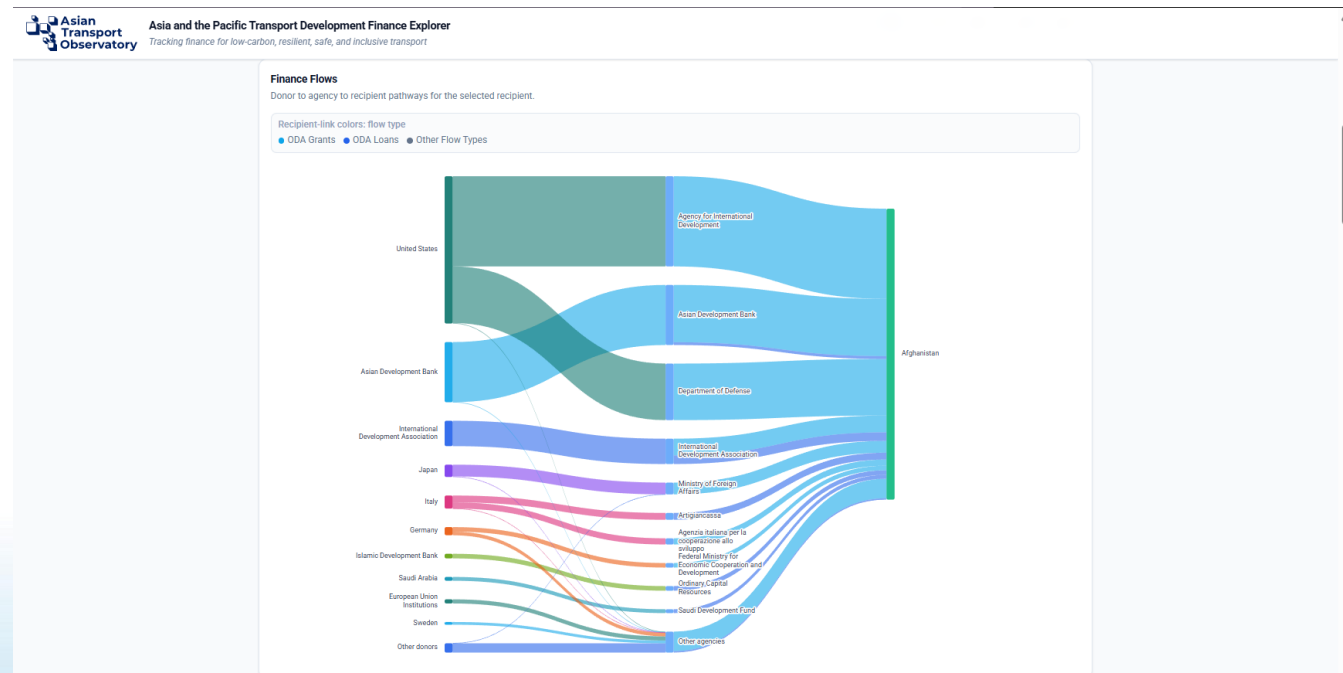 Asian
Transport
Observatory
Asia and the Pacific Transport Development Finance Explorer
Tracking finance for low-carbon, resilient, safe, and inclusive transport
Finance Flows
Donor to agency to recipient pathways for the selected recipient.
Recipient-link colors: flow type
ODA Grants
ODA Loans
Other Flow Types
United States
Asian Development Bank
International
Development Association
Japan
Italy
Germany
Islamic Development Bank
Saudi Arabia
European Union
Institutions
Sweden
Other donors
Agency for International
Development
Asian Development Bank
Department of Defense
International
Development Association
Ministry of Foreign
Affairs
Artigiancassa
Agenzia italiana per la
cooperazione allo
sviluppo
Federal Ministry for
Economic Cooperation and
Development
Ordinary Capital
Resources
Saudi Development Fund
Other agencies
Afghanistan